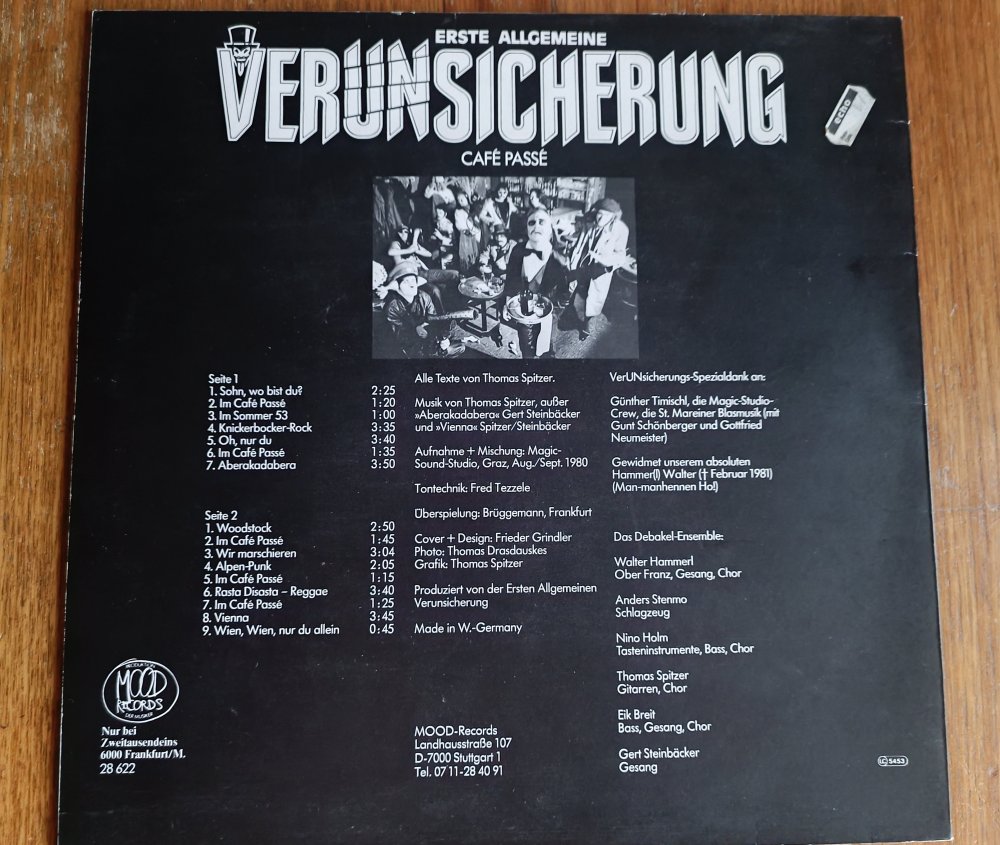 ERSTE ALLGEMEINE
VERUNSICHERUNG
CAFÉ PASSÉ
echo
Seite 1
1. Sohn, wo bist du? 2:25
2. Im Café Passé 1:20
3. Im Sommer 53 1:00
4. Knickerbocker-Rock 3:35
5. Oh, nur du 3:40
6. Im Café Passé 1:35
7. Aberakadabera 3:50
Seite 2
1. Woodstock 2:50
2. Im Café Passé 1:45
3. Wir marschieren 3:04
4. Alpen-Punk 2:05
5. Im Café Passé 1:15
6. Rasta Disasta – Reggae 3:40
7. Im Café Passé 1:25
8. Vienna 3:45
9. Wien, Wien, nur du allein 0:45
Alle Texte von Thomas Spitzer.
Musik von Thomas Spitzer, außer
»Aberakadabera« Gert Steinbäcker
und »Vienna« Spitzer/Steinbäcker
Aufnahme + Mischung: Magic-
Sound-Studio, Graz, Aug./Sept. 1980
Tontechnik: Fred Tezzele
Überspielung: Brüggemann, Frankfurt
Cover + Design: Frieder Grindler
Photo: Thomas Drasdauskes
Grafik: Thomas Spitzer
Produziert von der Ersten Allgemeinen
Verunsicherung
Made in W.-Germany
VerUNsicherungs-Spezialdank an:
Günther Timischl, die Magic-Studio-
Crew, die St. Mareiner Blasmusik (mit
Gunt Schönberger und Gottfried
Neumeister)
Gewidmet unserem absoluten
Hammer(l) Walter († Februar 1981)
(Man-manhennen Ho!)
Das Debakel-Ensemble:
Walter Hammerl
Ober Franz, Gesang, Chor
Anders Stenmo
Schlagzeug
Nino Holm
Tasteninstrumente, Bass, Chor
Thomas Spitzer
Gitarren, Chor
Eik Breit
Bass, Gesang, Chor
Gert Steinbäcker
Gesang
PRODUKTION
MOOD
RECORDS
DER MUSIKER
Nur bei
Zweitausendeins
6000 Frankfurt/M.
28 622
MOOD-Records
Landhausstraße 107
D-7000 Stuttgart 1
Tel. 07 11-28 40 91
LC 5453